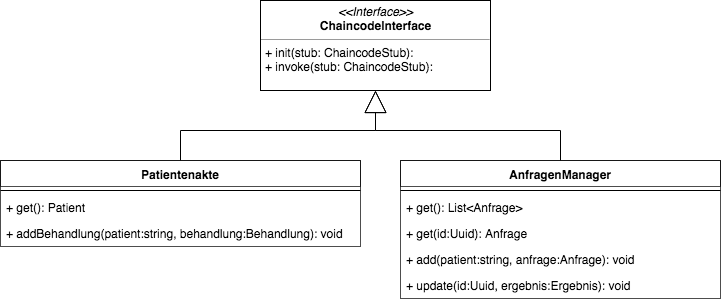 <<Interface>>
ChaincodeInterface
+ init(stub: ChaincodeStub):
+ invoke(stub: ChaincodeStub):
Patientenakte
+ get(): Patient
+ addBehandlung(patient:string, behandlung:Behandlung): void
AnfragenManager
+ get(): List<Anfrage>
+ get(id:Uuid): Anfrage
+ add(patient:string, anfrage:Anfrage): void
+ update(id:Uuid, ergebnis:Ergebnis): void